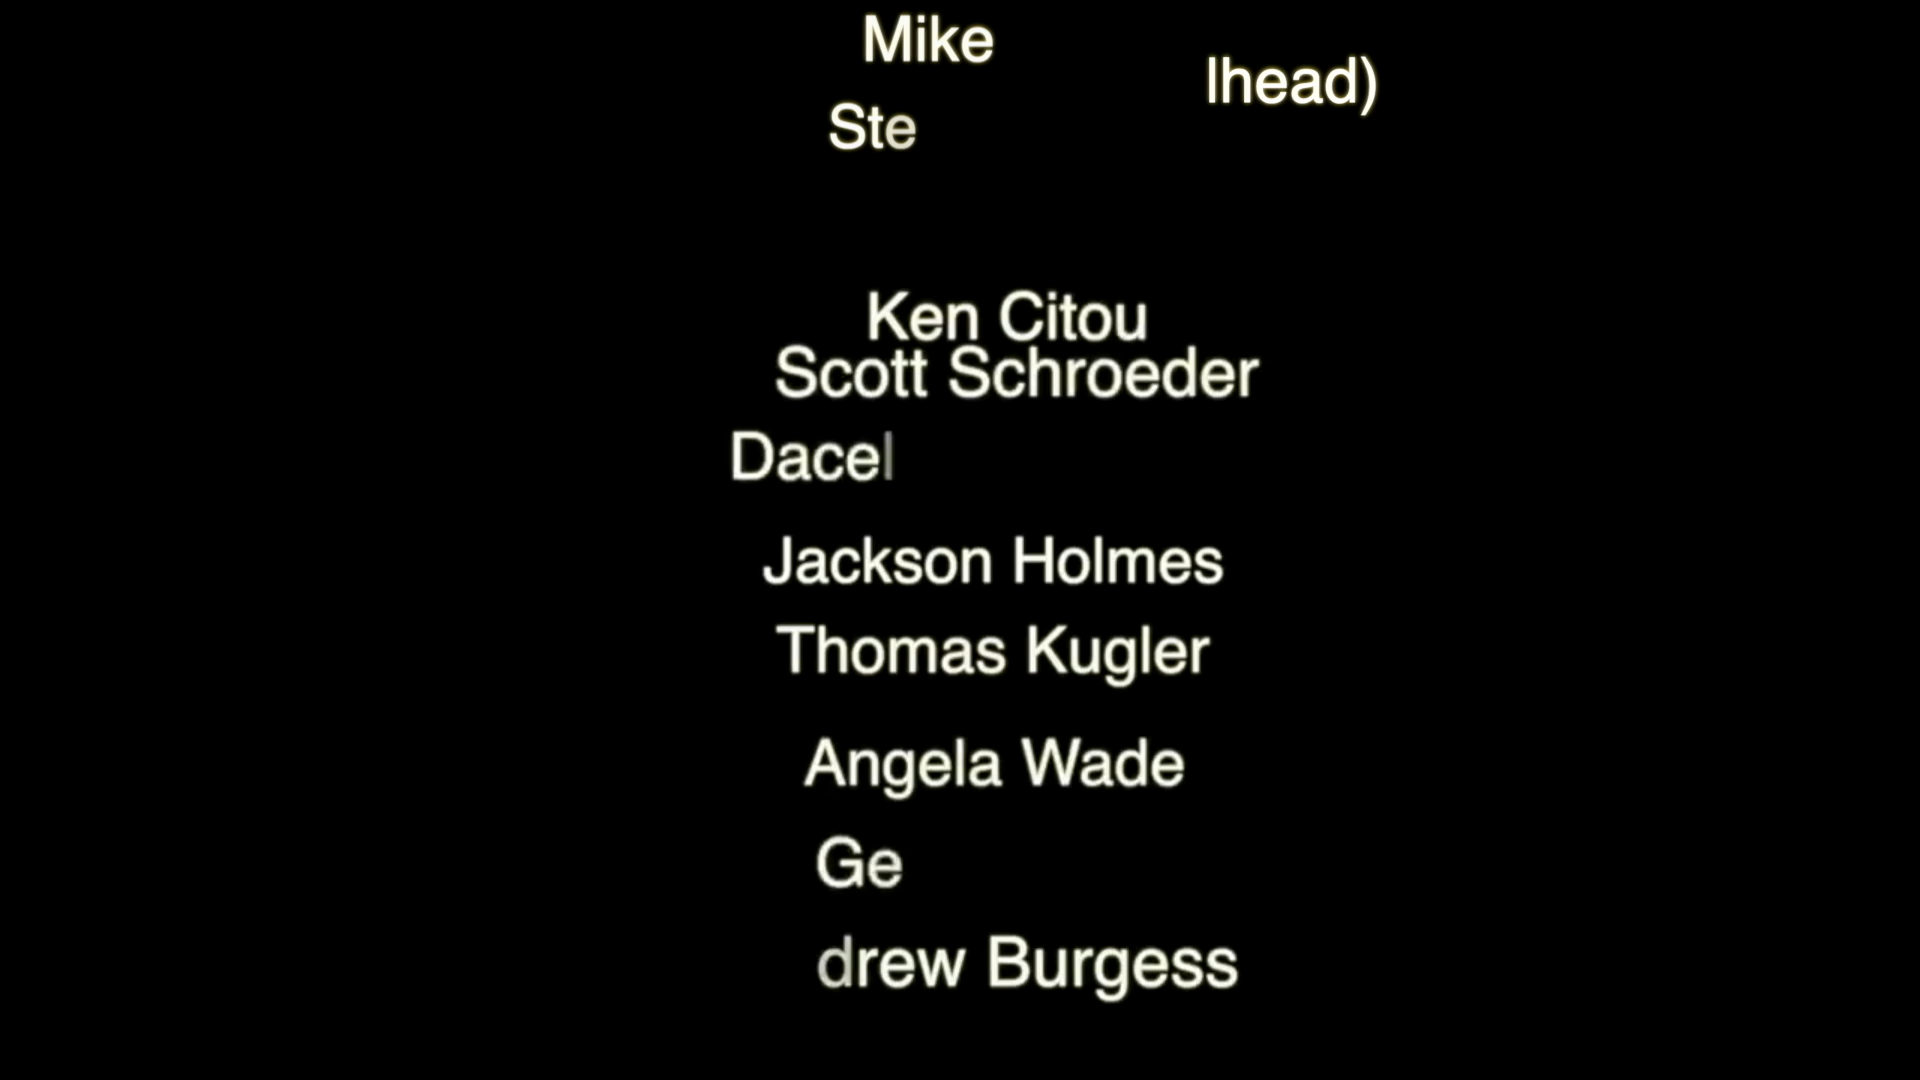 Mike
lhead)
Ste
Ken Citou
Scott Schroeder
Dacel
Jackson Holmes
Thomas Kugler
Angela Wade
Ge
drew Burgess